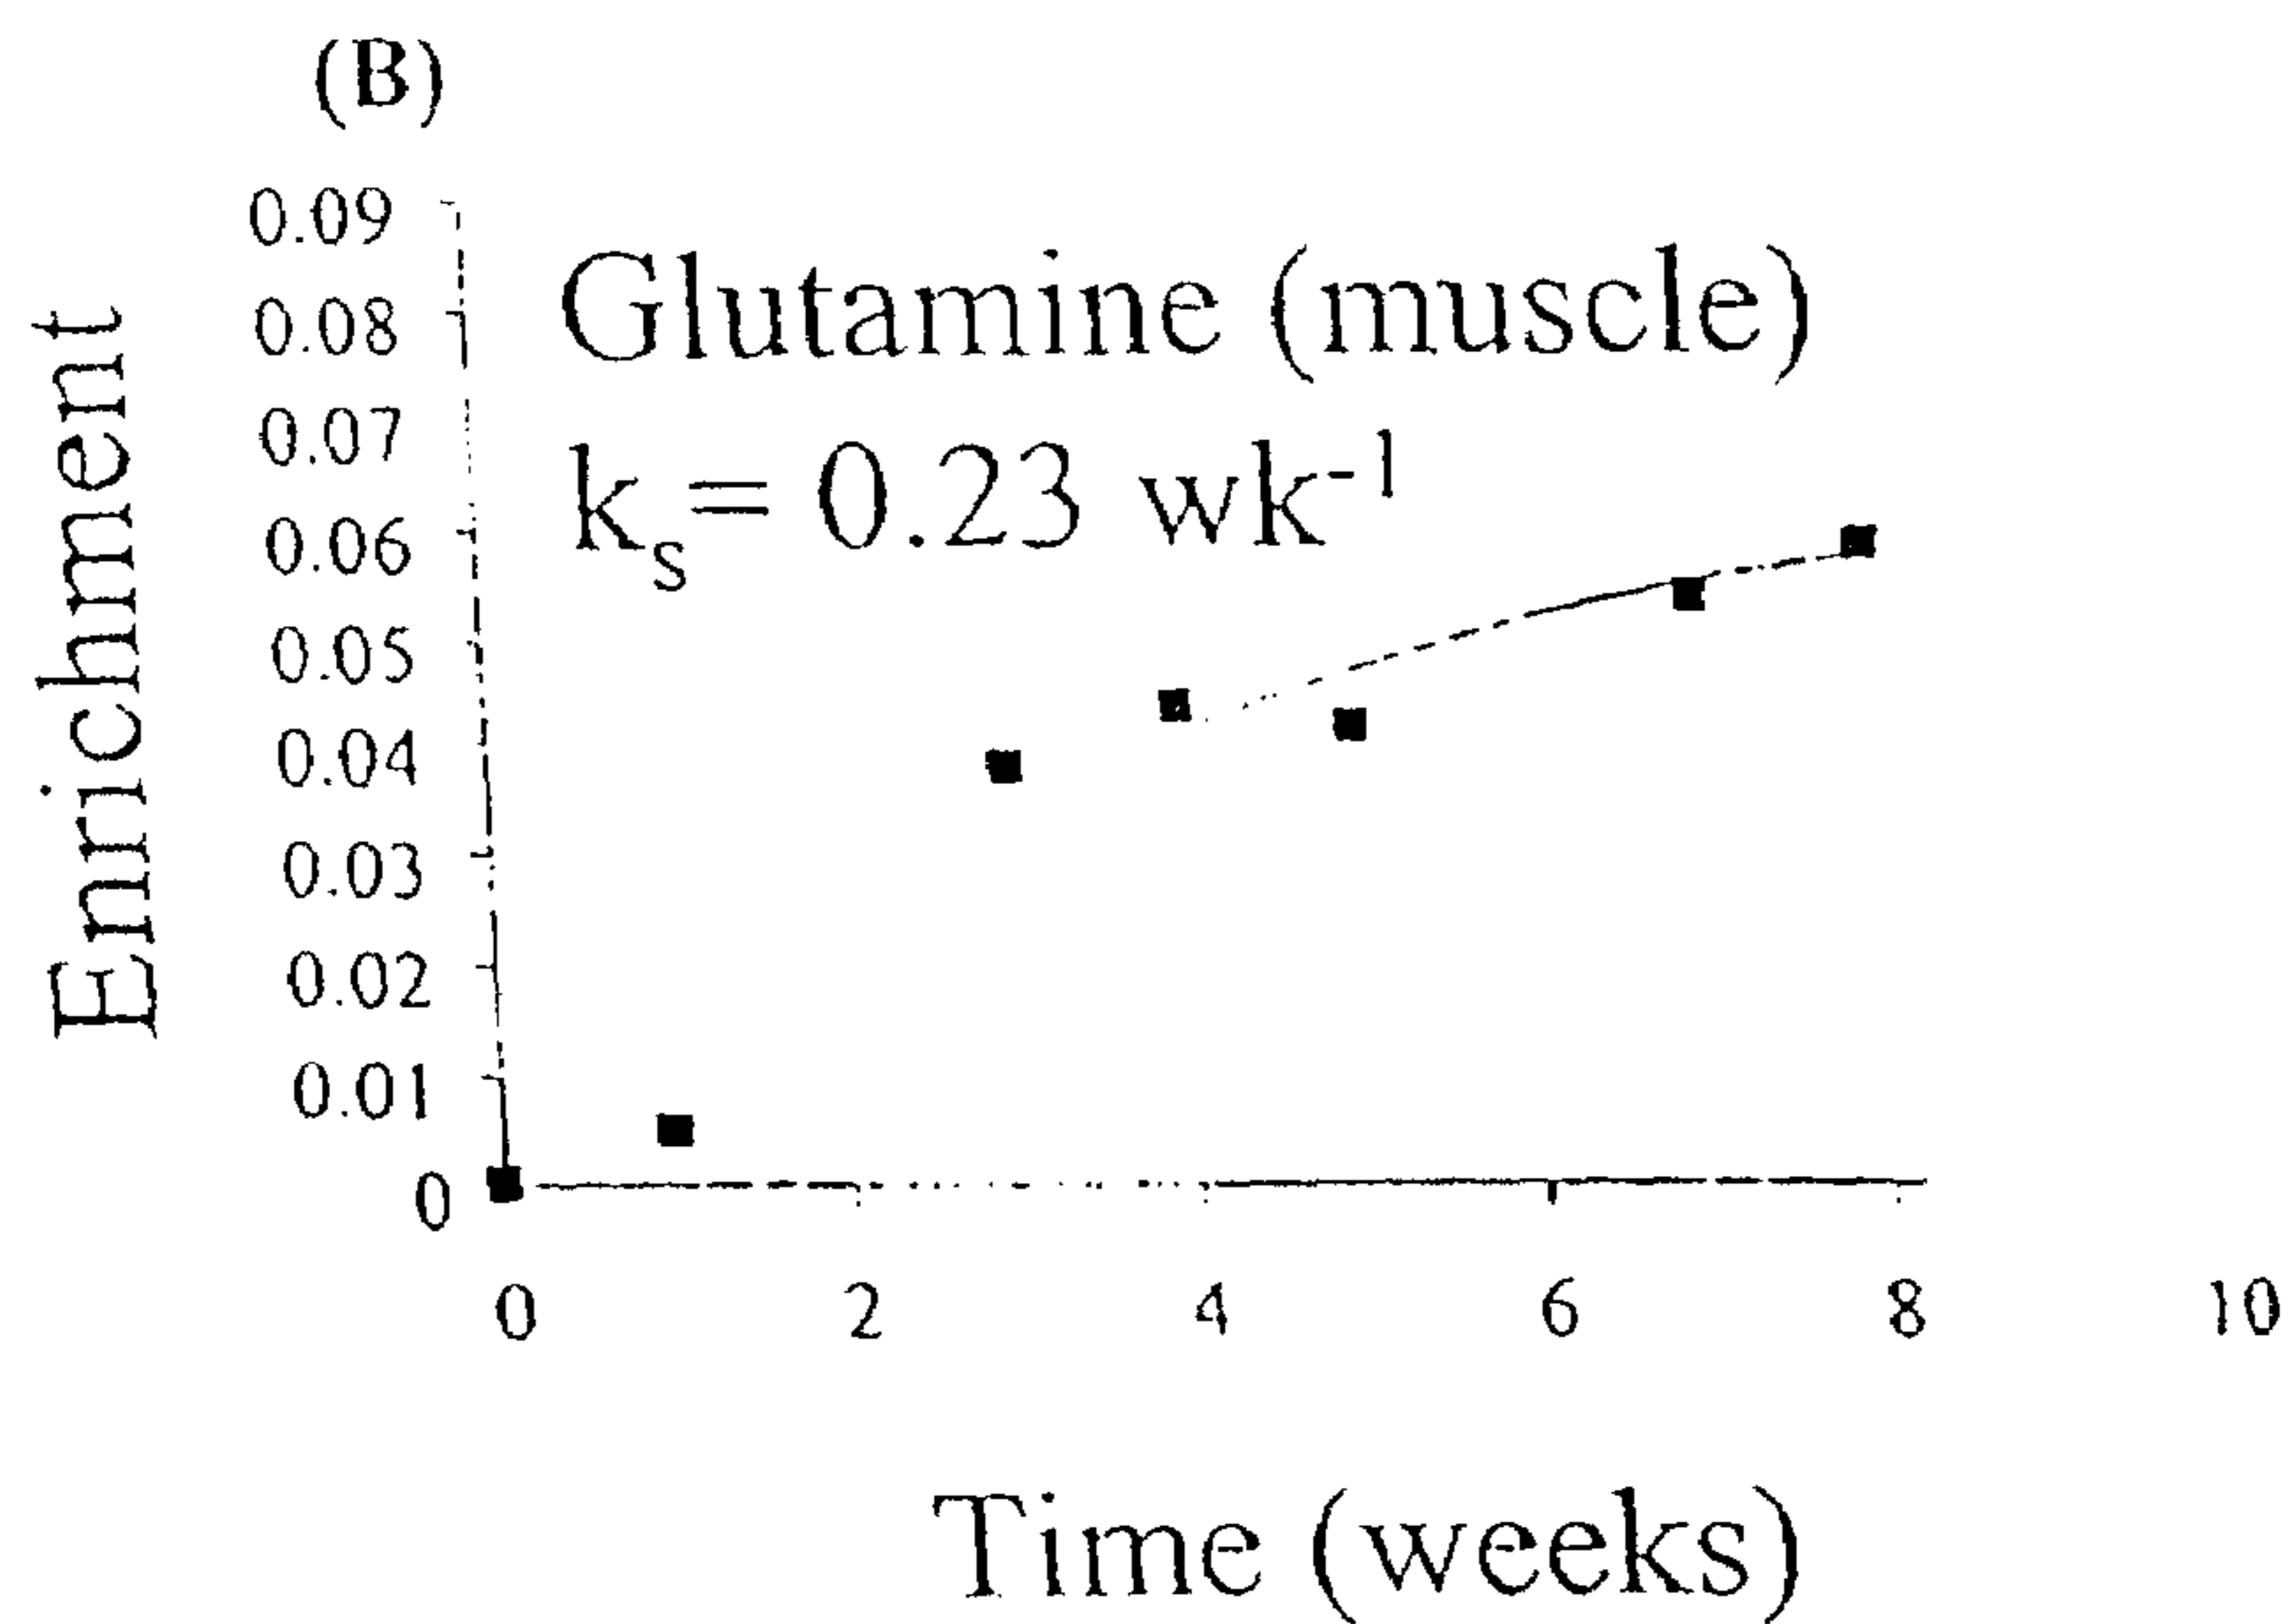 (B)
0.09
0.08
0.07
0.06
0.05
0.04
0.03
0.02
0.01
0
Enrichment
Glutamine (muscle)
kₛ = 0.23 wk⁻¹
0 2 4 6 8 10
Time (weeks)